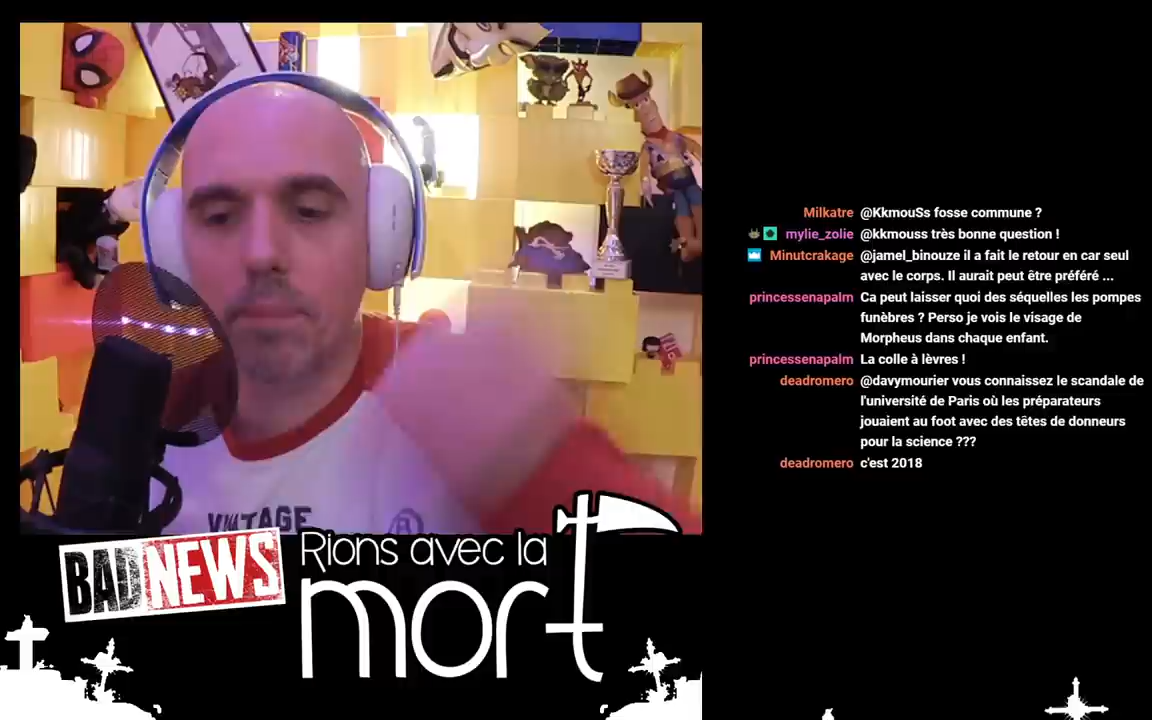 VINTAGE
BAD NEWS
Rions avec la
mort
Milkatre @KkmouSs fosse commune ?
mylie_zolie @kkmouss très bonne question !
Minutcrakage @jamel_binouze il a fait le retour en car seul
avec le corps. Il aurait peut être préféré ...
princessenapalm Ca peut laisser quoi des séquelles les pompes
funèbres ? Perso je vois le visage de
Morpheus dans chaque enfant.
princessenapalm La colle à lèvres !
deadromero @davymourier vous connaissez le scandale de
l'université de Paris où les préparateurs
jouaient au foot avec des têtes de donneurs
pour la science ???
deadromero c'est 2018